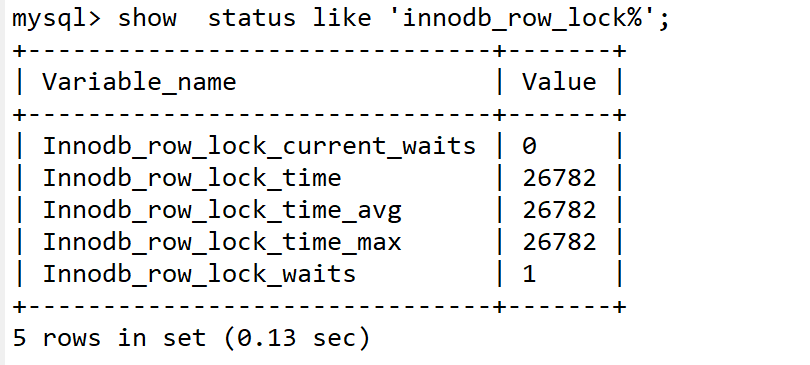 mysql> show  status like 'innodb_row_lock%';
+-------------------------------+-------+
| Variable_name                 | Value |
+-------------------------------+-------+
| Innodb_row_lock_current_waits | 0     |
| Innodb_row_lock_time          | 26782 |
| Innodb_row_lock_time_avg      | 26782 |
| Innodb_row_lock_time_max      | 26782 |
| Innodb_row_lock_waits         | 1     |
+-------------------------------+-------+
5 rows in set (0.13 sec)